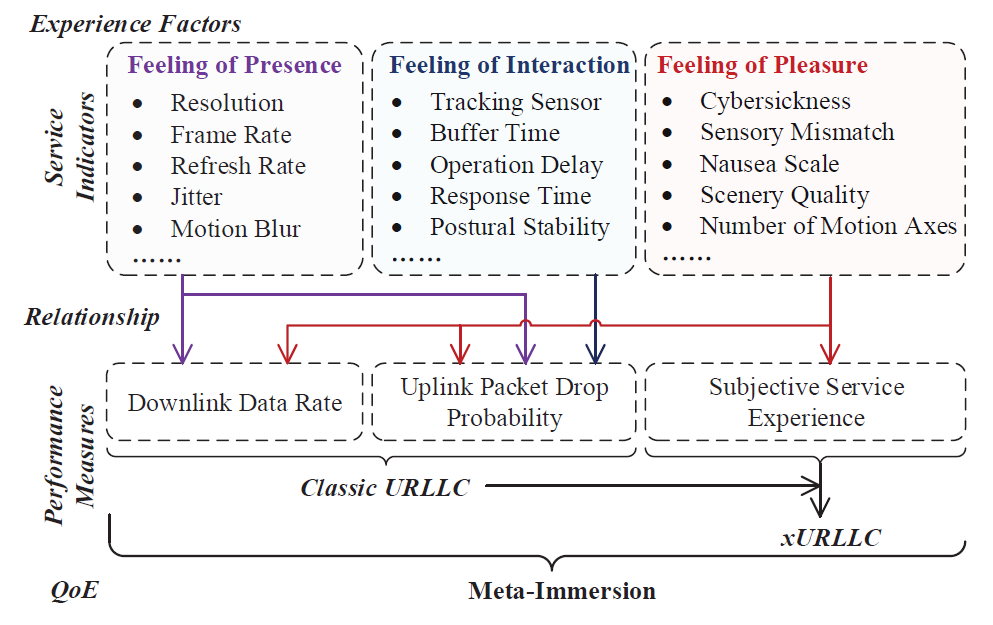 Experience Factors
Feeling of Presence
• Resolution
• Frame Rate
• Refresh Rate
• Jitter
• Motion Blur
……
Feeling of Interaction
• Tracking Sensor
• Buffer Time
• Operation Delay
• Response Time
• Postural Stability
……
Feeling of Pleasure
• Cybersickness
• Sensory Mismatch
• Nausea Scale
• Scenery Quality
• Number of Motion Axes
……
Service
Indicators
Relationship
Performance
Measures
Downlink Data Rate
Uplink Packet Drop
Probability
Subjective Service
Experience
Classic URLLC
xURLLC
QoE
Meta-Immersion